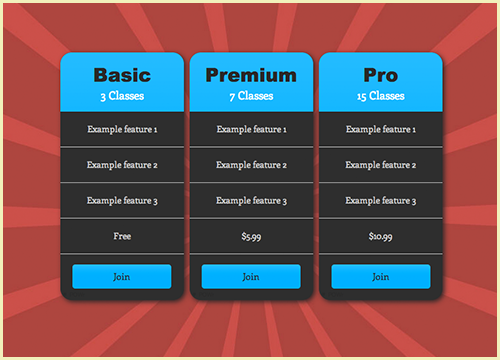 Basic
3 Classes
Example feature 1
Example feature 2
Example feature 3
Free
Join
Premium
7 Classes
Example feature 1
Example feature 2
Example feature 3
$5.99
Join
Pro
15 Classes
Example feature 1
Example feature 2
Example feature 3
$10.99
Join